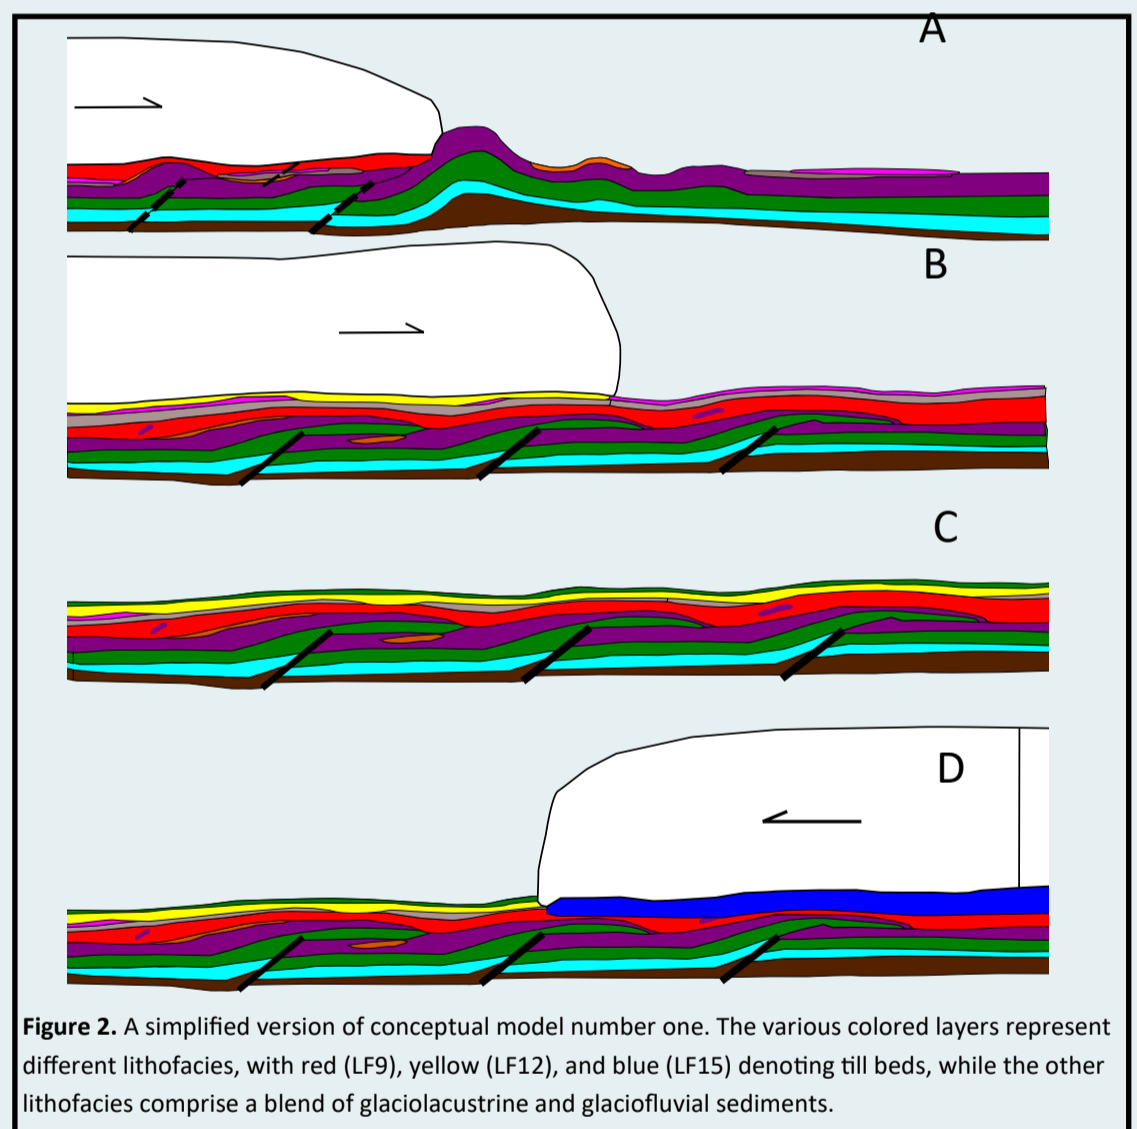 A
B
C
D
Figure 2. A simplified version of conceptual model number one. The various colored layers represent
different lithofacies, with red (LF9), yellow (LF12), and blue (LF15) denoting till beds, while the other
lithofacies comprise a blend of glaciolacustrine and glaciofluvial sediments.